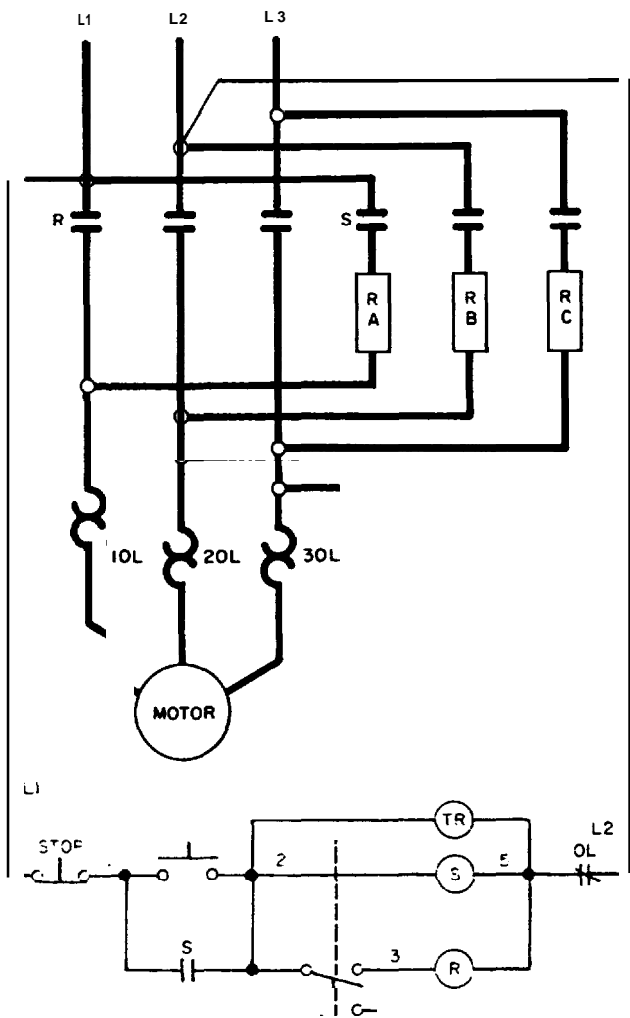 L1 L2 L3
R S
R A
R B
R C
1OL 2OL 3OL
MOTOR
L1
TR
L2
STOP
OL
2 S 5
S
3 R